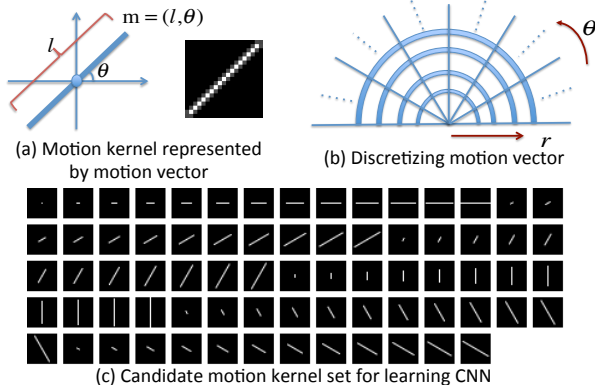 m = (l,θ)
l
θ
(a) Motion kernel represented
by motion vector
θ
r
(b) Discretizing motion vector
(c) Candidate motion kernel set for learning CNN